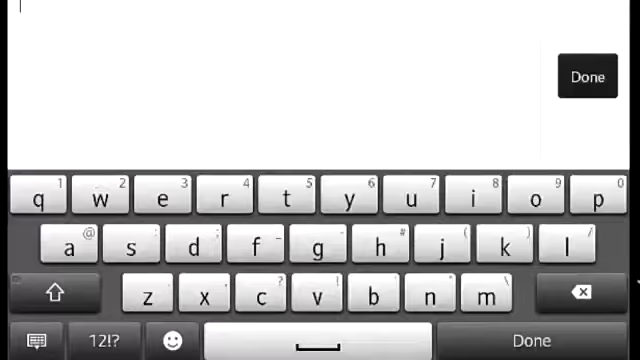 Done
1 2 3 4 5 6 7 8 9 0
q w e r t y u i o p
@ : ; _ - # ( ) /
a s d f g h j k l
? ! \
z x c v b n m
12!? Done